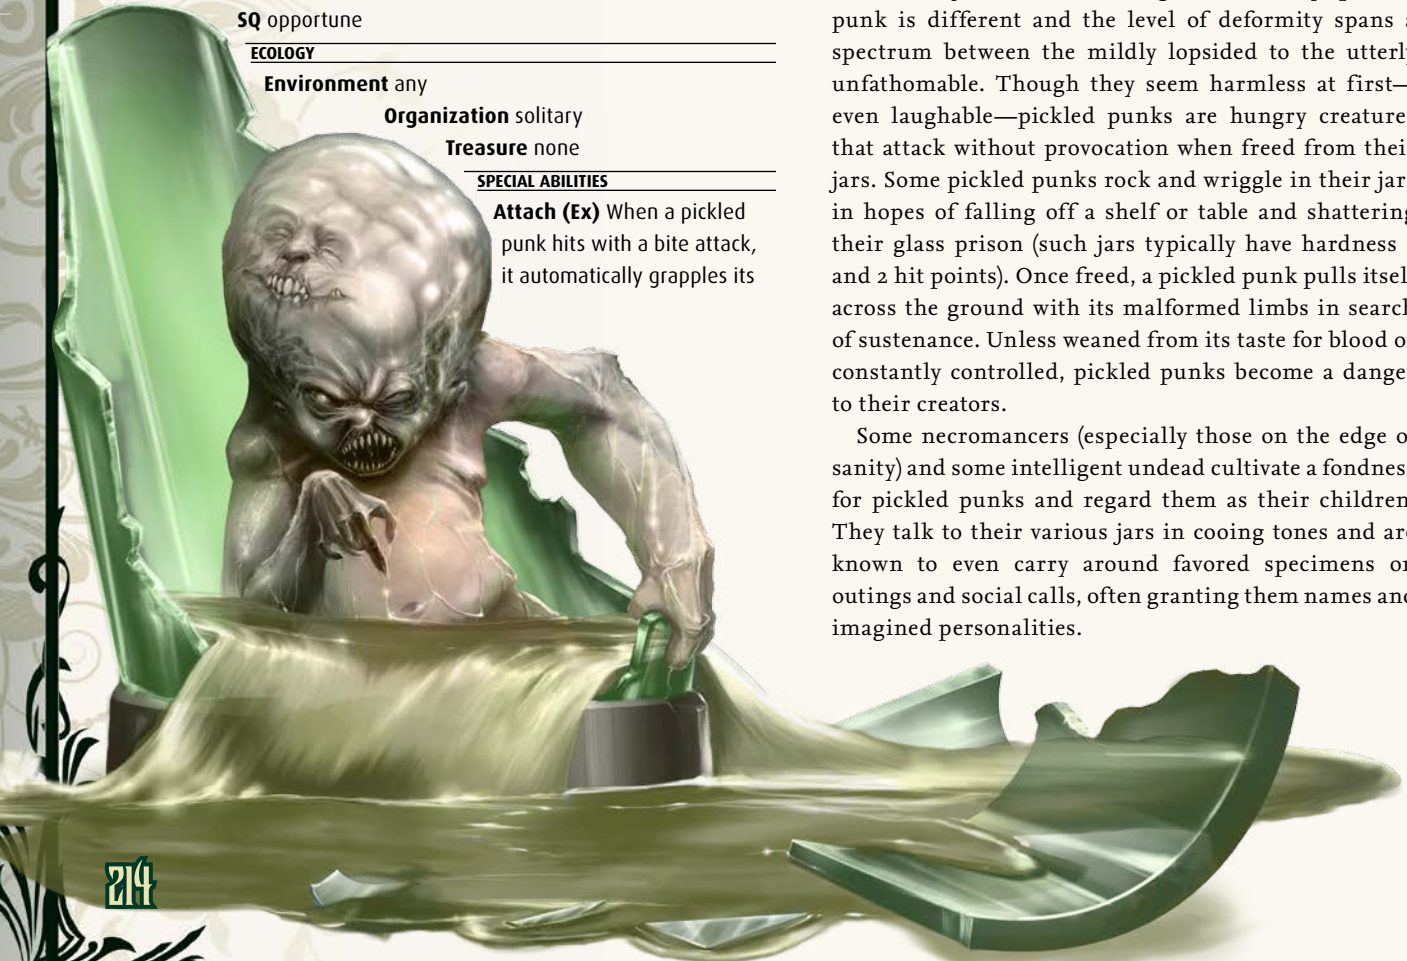 SQ opportune
ECOLOGY
Environment any
Organization solitary
Treasure none
SPECIAL ABILITIES
Attach (Ex) When a pickled
punk hits with a bite attack,
it automatically grapples its
punk is different and the level of deformity spans a
spectrum between the mildly lopsided to the utterly
unfathomable. Though they seem harmless at first—
even laughable—pickled punks are hungry creature
that attack without provocation when freed from thei
jars. Some pickled punks rock and wriggle in their jar
in hopes of falling off a shelf or table and shattering
their glass prison (such jars typically have hardness
and 2 hit points). Once freed, a pickled punk pulls itself
across the ground with its malformed limbs in search
of sustenance. Unless weaned from its taste for blood o
constantly controlled, pickled punks become a dange
to their creators.
Some necromancers (especially those on the edge o
sanity) and some intelligent undead cultivate a fondnes
for pickled punks and regard them as their children
They talk to their various jars in cooing tones and are
known to even carry around favored specimens on
outings and social calls, often granting them names and
imagined personalities.
214